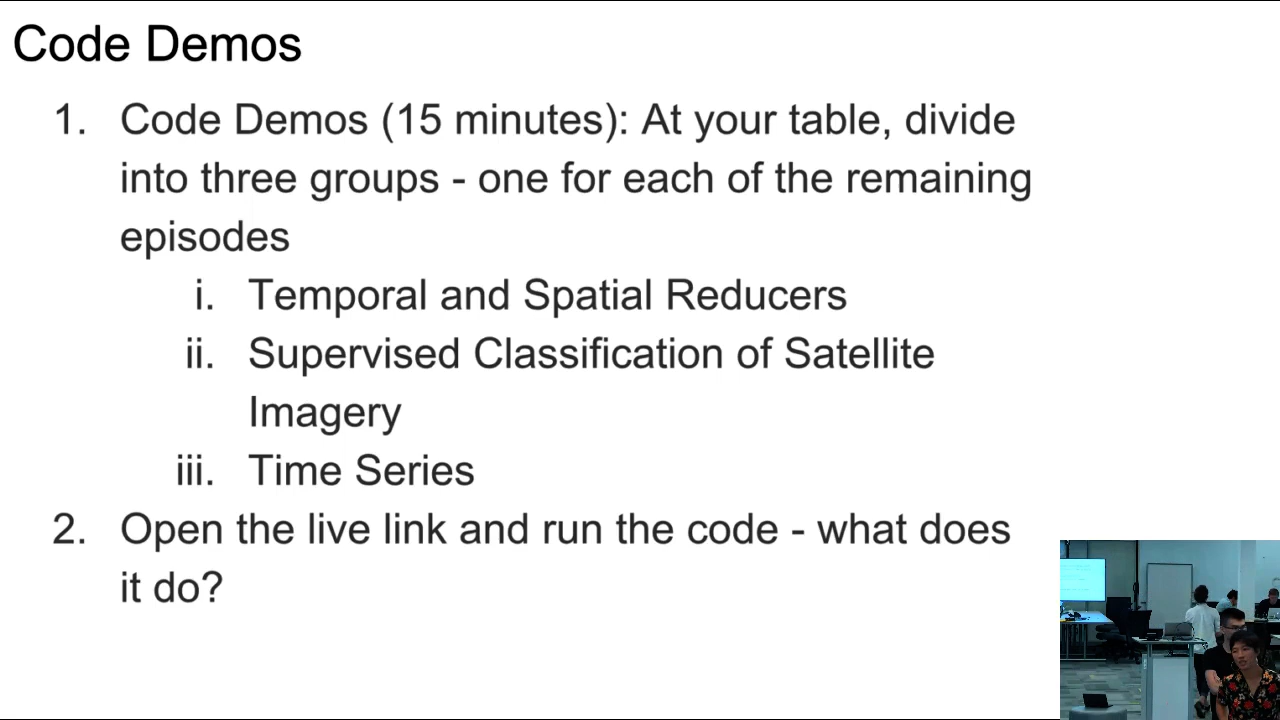 Code Demos
1. Code Demos (15 minutes): At your table, divide
into three groups - one for each of the remaining
episodes
i. Temporal and Spatial Reducers
ii. Supervised Classification of Satellite
Imagery
iii. Time Series
2. Open the live link and run the code - what does
it do?